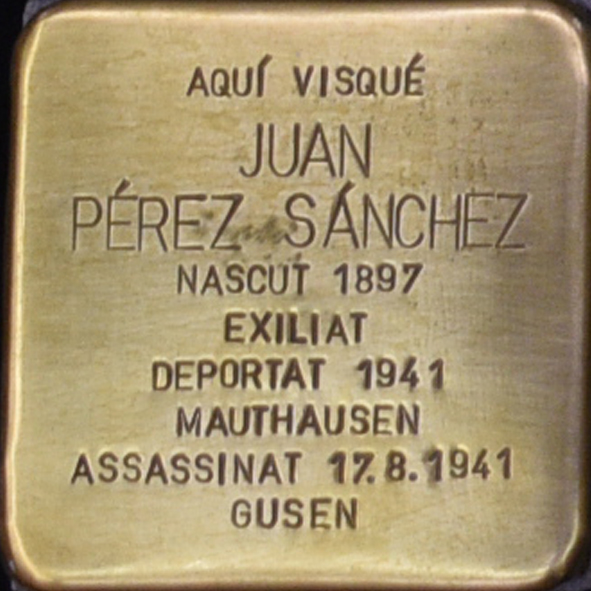 AQUÍ VISQUÉ
JUAN
PÉREZ SÁNCHEZ
NASCUT 1897
EXILIAT
DEPORTAT 1941
MAUTHAUSEN
ASSASSINAT 17.8.1941
GUSEN